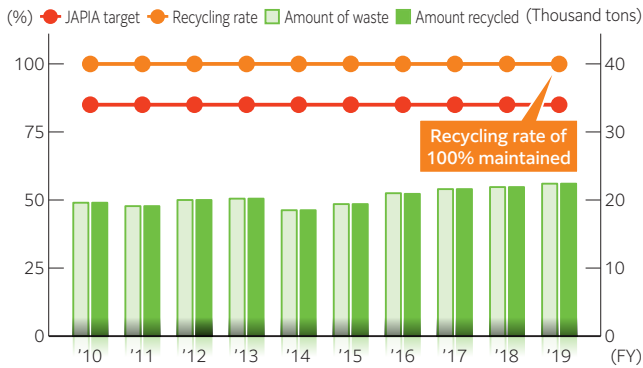 (%) JAPIA target Recycling rate Amount of waste Amount recycled (Thousand tons)
100 40
75 30
Recycling rate of
100% maintained
50 20
25 10
0 0
’10 ’11 ’12 ’13 ’14 ’15 ’16 ’17 ’18 ’19 (FY)